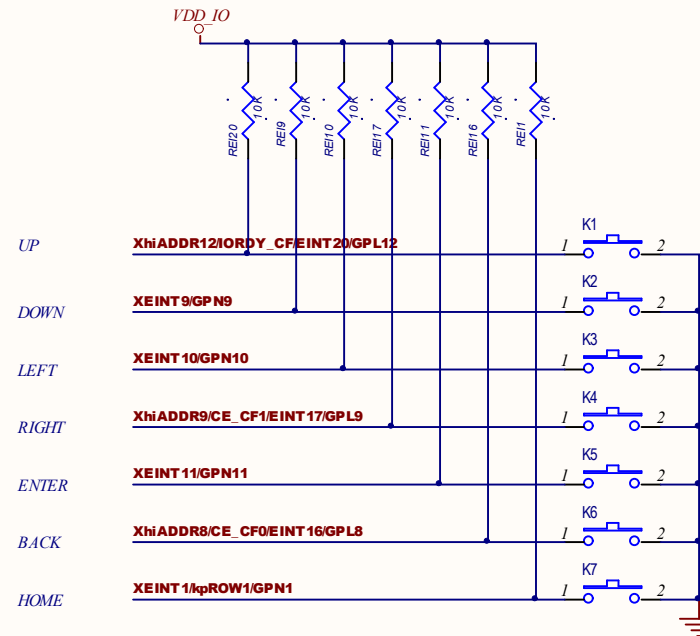 VDD_IO
REI20 10K REI9 10K REI10 10K REI17 10K REI11 10K REI16 10K REI1 10K
K1
UP XhiADDR12/IORDY_CF/EINT20/GPL12 1 2
K2
DOWN XEINT9/GPN9 1 2
K3
LEFT XEINT10/GPN10 1 2
K4
RIGHT XhiADDR9/CE_CF1/EINT17/GPL9 1 2
K5
ENTER XEINT11/GPN11 1 2
K6
BACK XhiADDR8/CE_CF0/EINT16/GPL8 1 2
K7
HOME XEINT1/kpROW1/GPN1 1 2